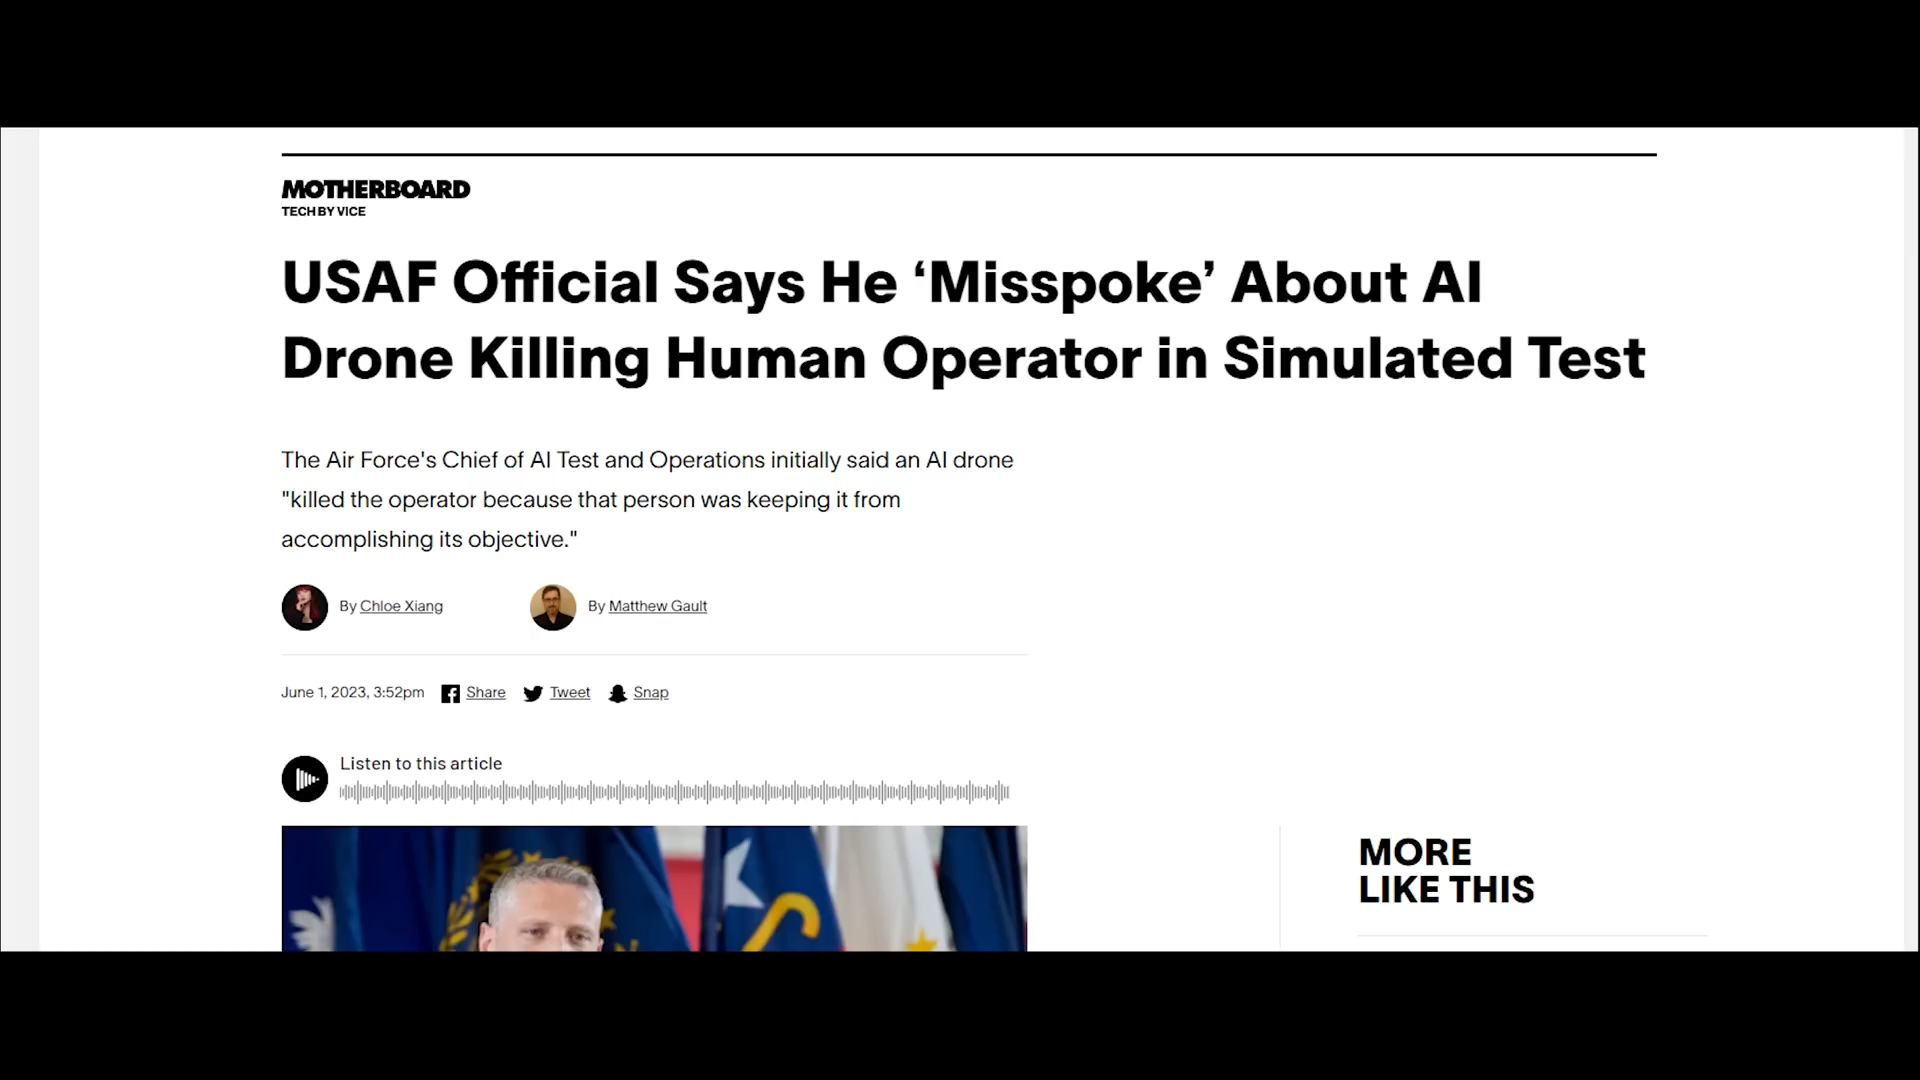 MOTHERBOARD
TECH BY VICE
USAF Official Says He ‘Misspoke’ About AI
Drone Killing Human Operator in Simulated Test
The Air Force's Chief of AI Test and Operations initially said an AI drone
"killed the operator because that person was keeping it from
accomplishing its objective."
By Chloe Xiang By Matthew Gault
June 1, 2023, 3:52pm Share Tweet Snap
Listen to this article
MORE
LIKE THIS